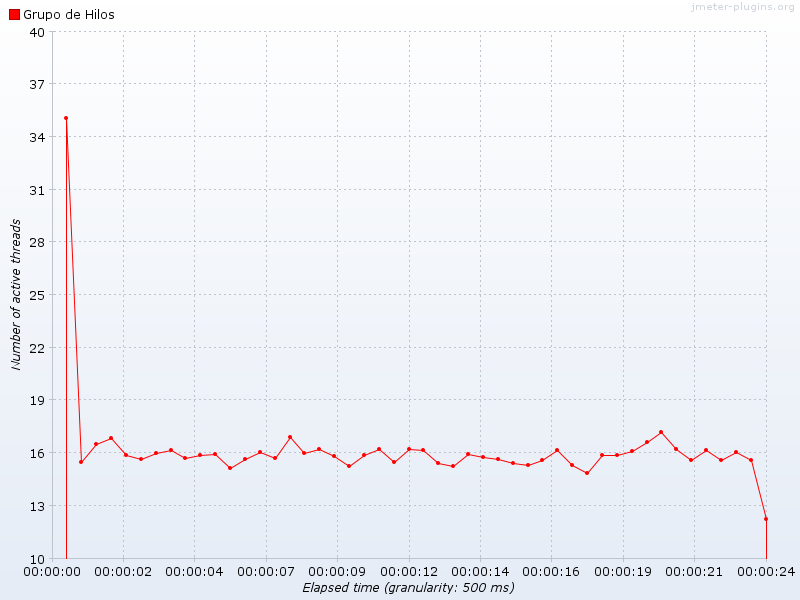 jmeter-plugins.org
Grupo de Hilos
40
37
34
31
28
25
22
19
16
13
10
Number of active threads
00:00:00 00:00:02 00:00:04 00:00:07 00:00:09 00:00:12 00:00:14 00:00:16 00:00:19 00:00:21 00:00:24
Elapsed time (granularity: 500 ms)